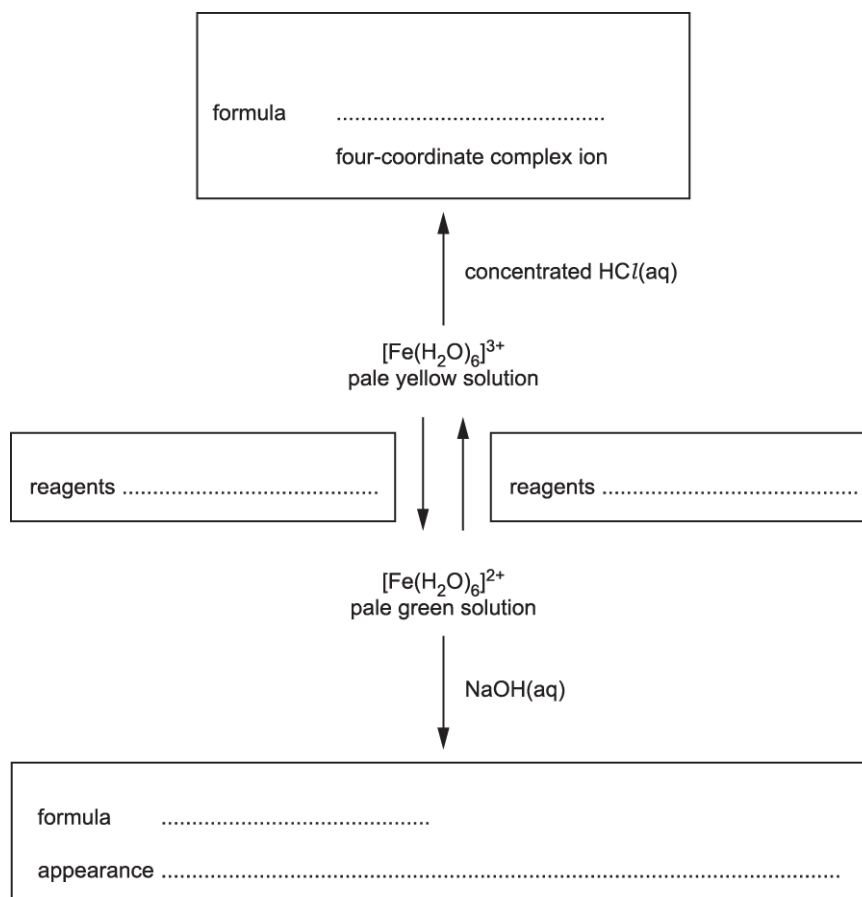 formula ............................................
four-coordinate complex ion
concentrated HCl(aq)
[Fe(H₂O)₆]³⁺
pale yellow solution
reagents ..........................................
reagents ..........................................
[Fe(H₂O)₆]²⁺
pale green solution
NaOH(aq)
formula ............................................
appearance ...............................................................................................................